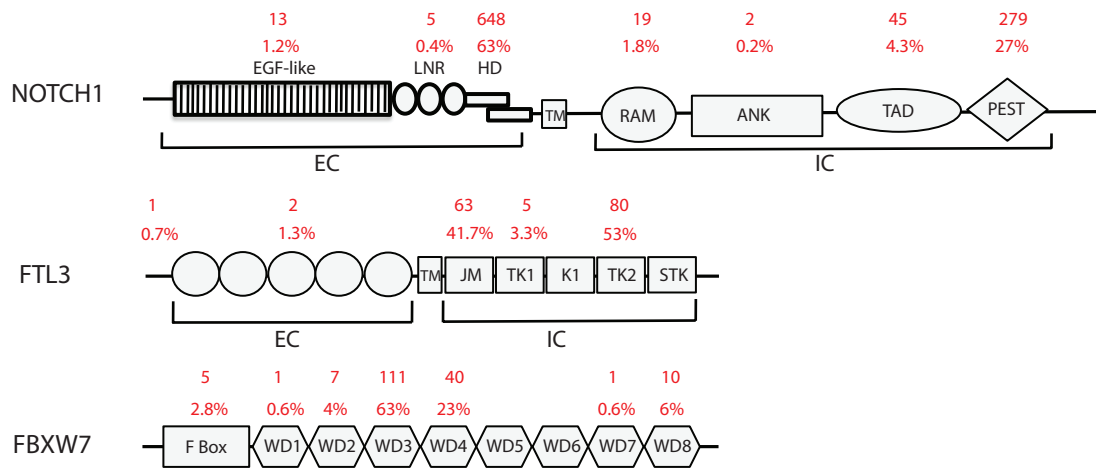 13 5 648 19 2 45 279
1.2% 0.4% 63% 1.8% 0.2% 4.3% 27%
EGF-like LNR HD
NOTCH1 TM RAM ANK TAD PEST
EC IC
1 2 63 5 80
0.7% 1.3% 41.7% 3.3% 53%
FTL3 TM JM TK1 K1 TK2 STK
EC IC
5 1 7 111 40 1 10
2.8% 0.6% 4% 63% 23% 0.6% 6%
FBXW7 F Box WD1 WD2 WD3 WD4 WD5 WD6 WD7 WD8